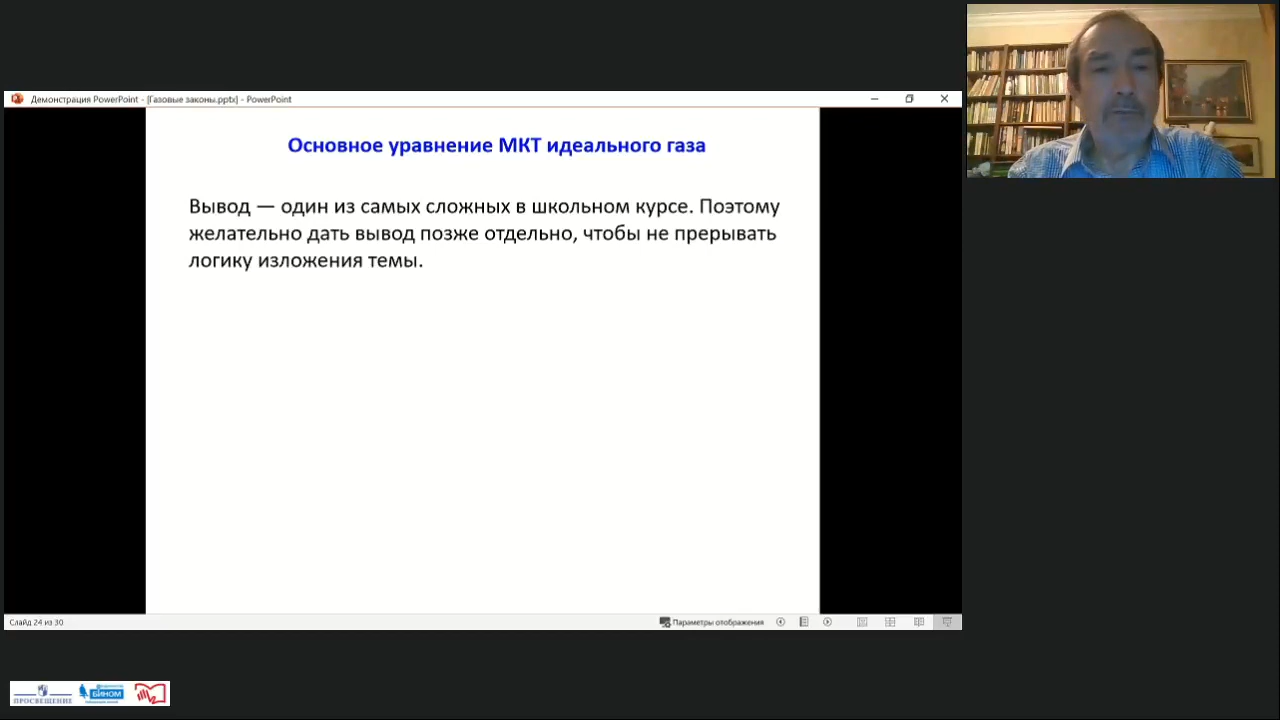 Демонстрация PowerPoint - [Газовые законы.pptx] - PowerPoint
Основное уравнение МКТ идеального газа
Вывод — один из самых сложных в школьном курсе. Поэтому
желательно дать вывод позже отдельно, чтобы не прерывать
логику изложения темы.
Слайд 24 из 30
Параметры отображения
ПРОСВЕЩЕНИЕ
БИНОМ